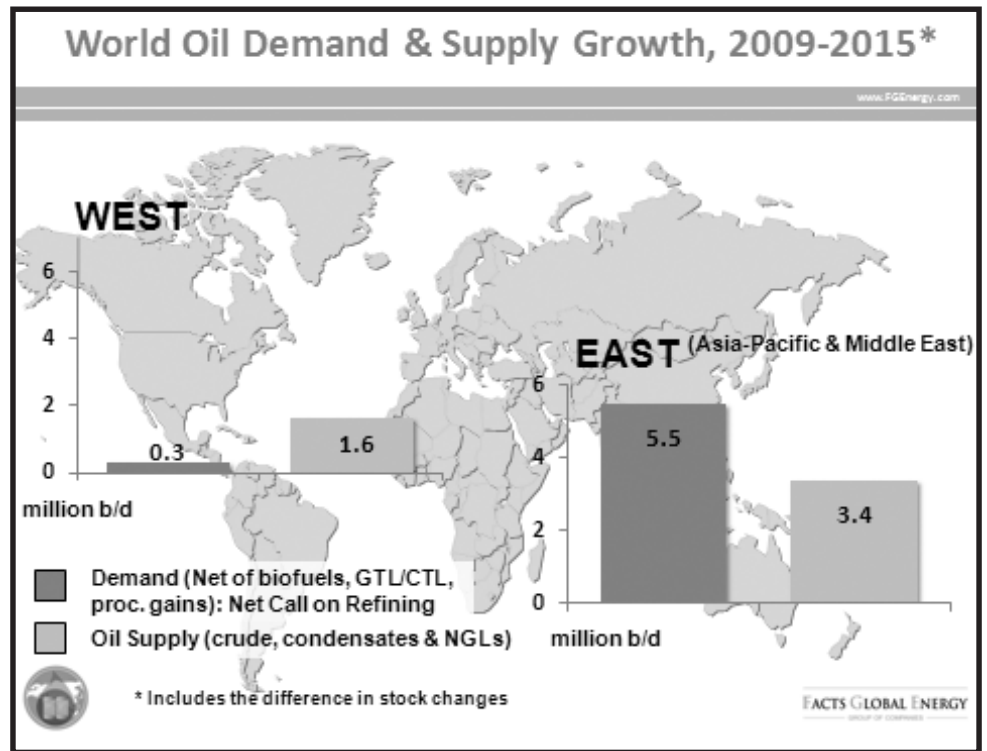 World Oil Demand & Supply Growth, 2009-2015*
www.FGEnergy.com
WEST
6
4
2
0
0.3
1.6
million b/d
EAST (Asia-Pacific & Middle East)
6
4
2
0
5.5
3.4
million b/d
Demand (Net of biofuels, GTL/CTL,
proc. gains): Net Call on Refining
Oil Supply (crude, condensates & NGLs)
* Includes the difference in stock changes
FACTS GLOBAL ENERGY
GROUP OF COMPANIES